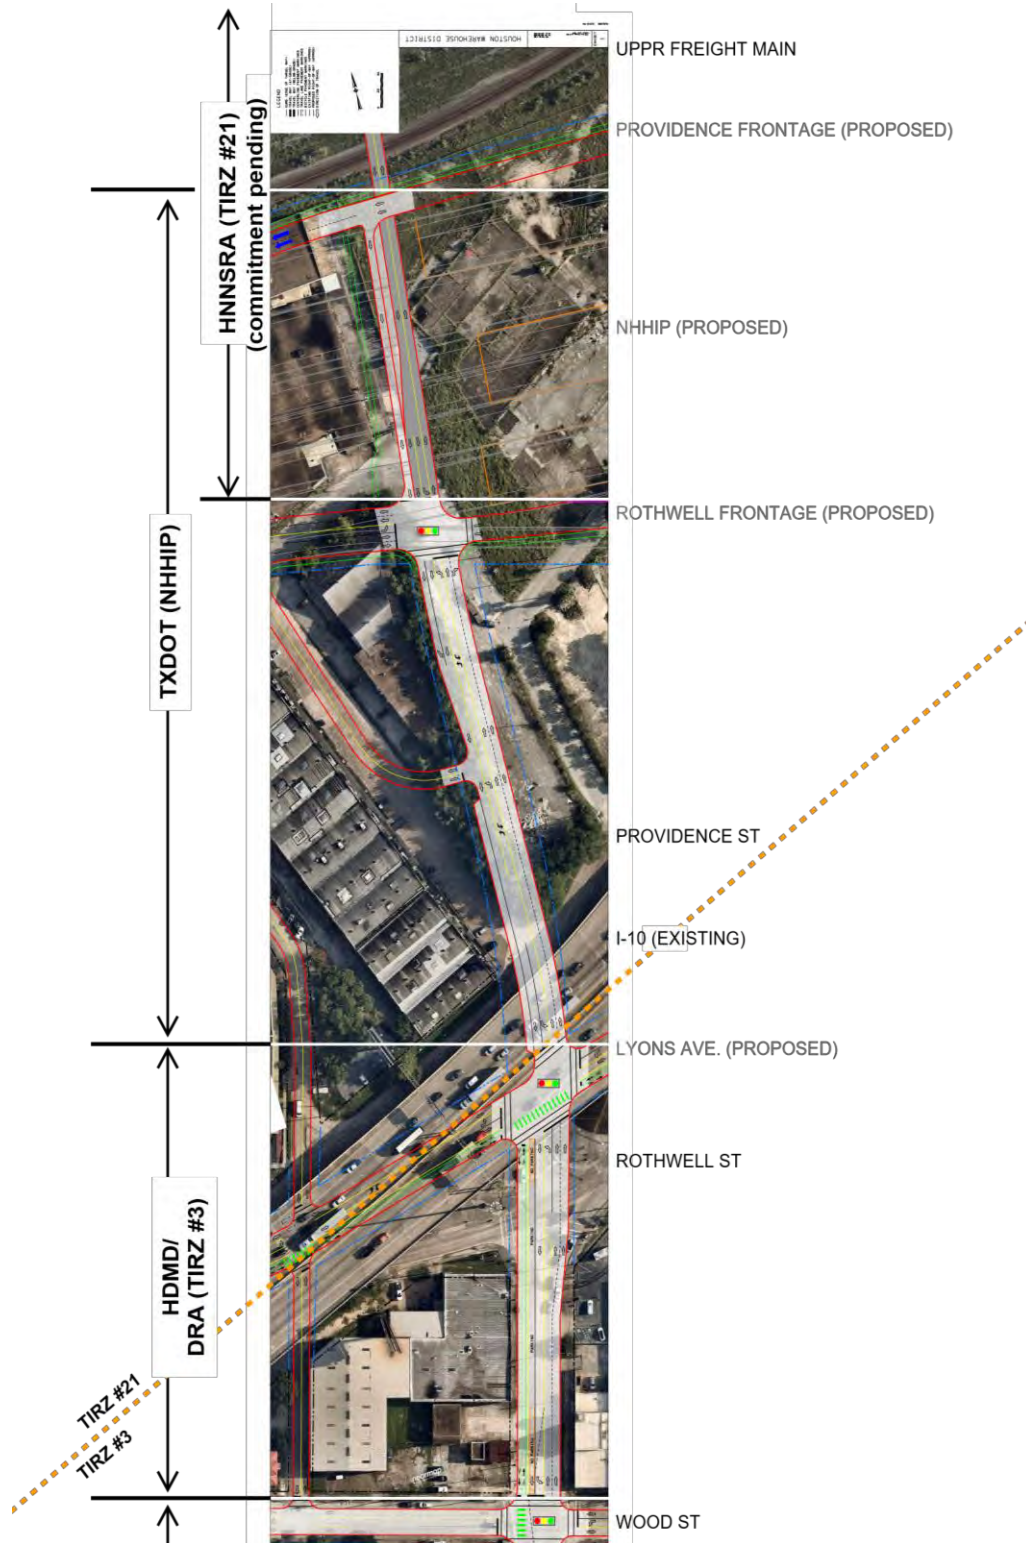 HOUSTON WAREHOUSE DISTRICT
LEGEND
UPPR FREIGHT MAIN
PROVIDENCE FRONTAGE (PROPOSED)
HNNSRA (TIRZ #21)
(commitment pending)
NHHIP (PROPOSED)
ROTHWELL FRONTAGE (PROPOSED)
TXDOT (NHHIP)
PROVIDENCE ST
I-10 (EXISTING)
LYONS AVE. (PROPOSED)
ROTHWELL ST
HDMD/
DRA (TIRZ #3)
TIRZ #21
TIRZ #3
WOOD ST